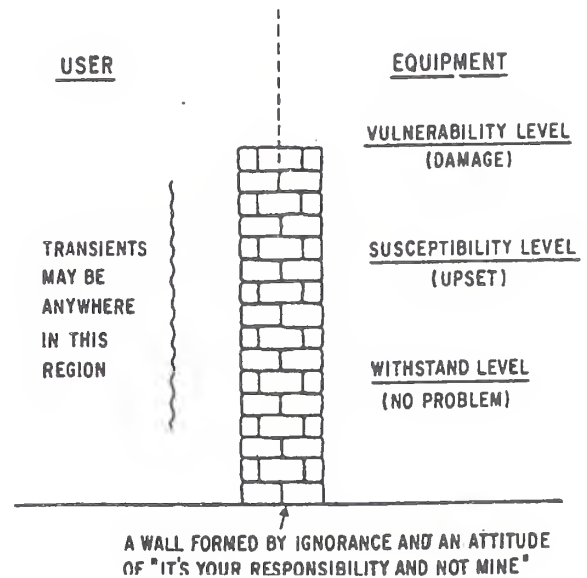 USER
EQUIPMENT
VULNERABILITY LEVEL
(DAMAGE)
TRANSIENTS
MAY BE
ANYWHERE
IN THIS
REGION
SUSCEPTIBILITY LEVEL
(UPSET)
WITHSTAND LEVEL
(NO PROBLEM)
A WALL FORMED BY IGNORANCE AND AN ATTITUDE
OF "IT'S YOUR RESPONSIBILITY AND NOT MINE"